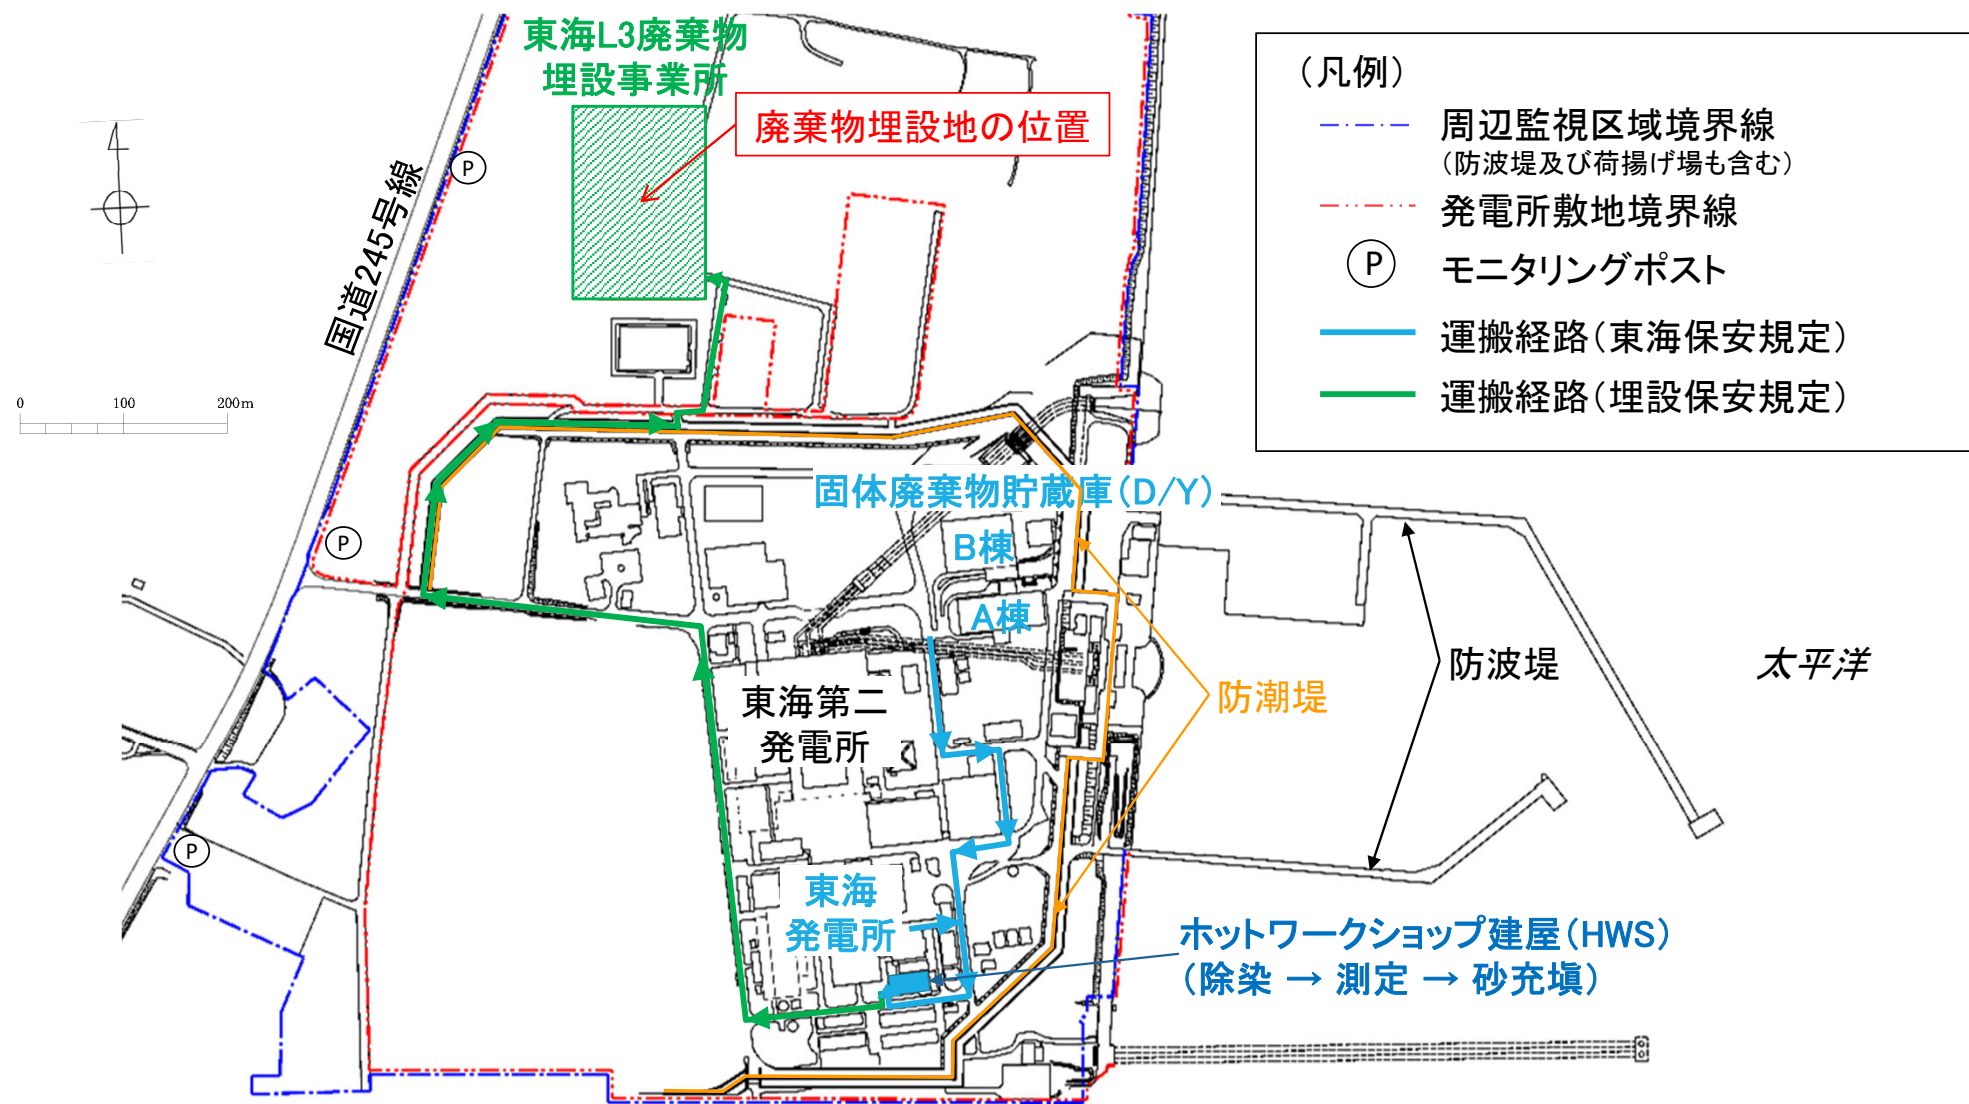 東海L3廃棄物
埋設事業所
廃棄物埋設地の位置
国道245号線
P
P
P
0 100 200m
(凡例)
周辺監視区域境界線
(防波堤及び荷揚げ場も含む)
発電所敷地境界線
P モニタリングポスト
運搬経路(東海保安規定)
運搬経路(埋設保安規定)
固体廃棄物貯蔵庫(D/Y)
B棟
A棟
東海第二
発電所
防潮堤
防波堤
太平洋
東海
発電所
ホットワークショップ建屋(HWS)
(除染 → 測定 → 砂充塡)